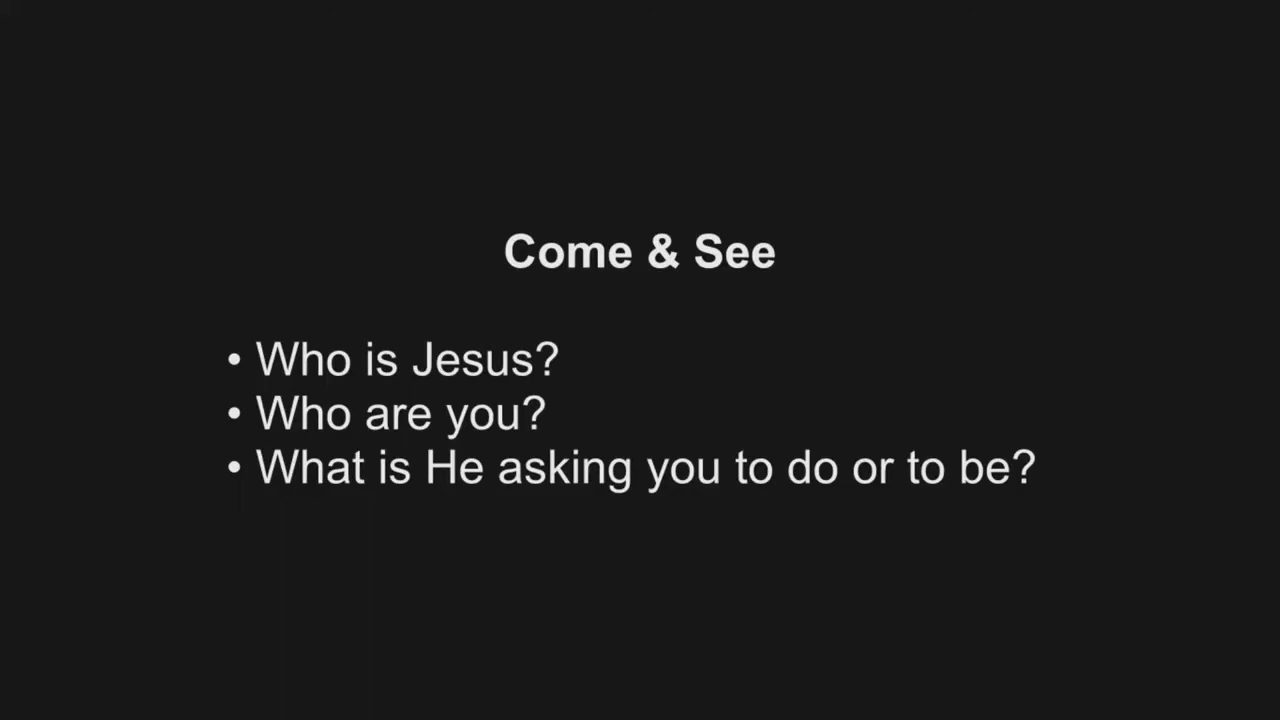 Come & See
• Who is Jesus?
• Who are you?
• What is He asking you to do or to be?